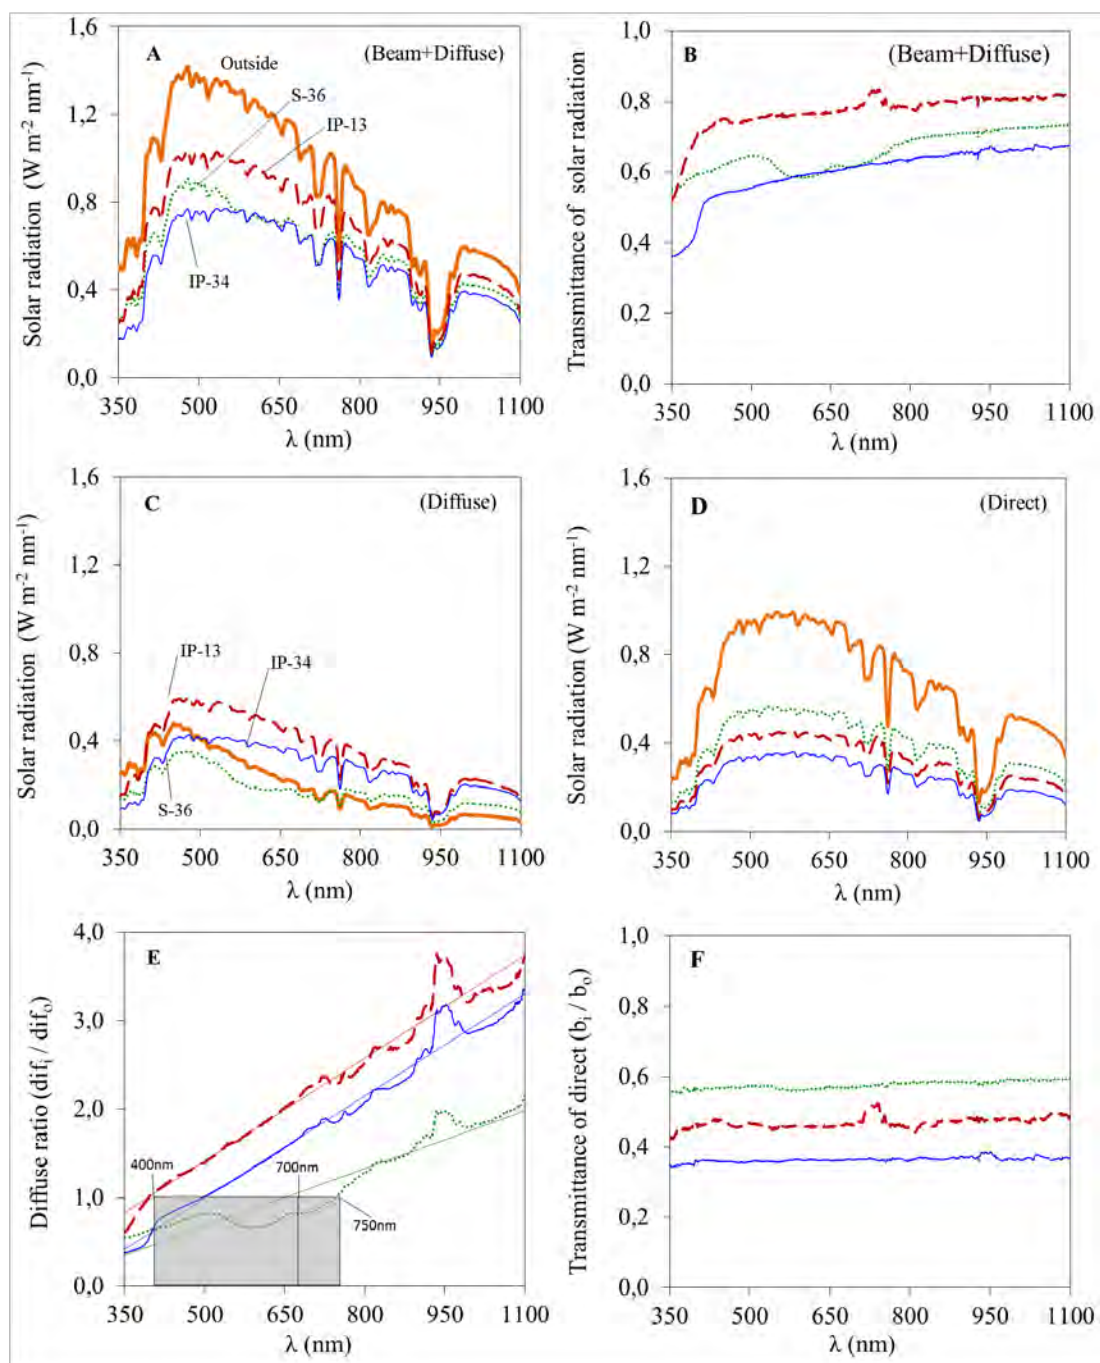 A
(Beam+Diffuse)
Outside
S-36
IP-13
IP-34
Solar radiation (W m-2 nm-1)
1,6
1,2
0,8
0,4
0,0
350 500 650 800 950 1100
λ (nm)
B
(Beam+Diffuse)
Transmittance of solar radiation
1,0
0,8
0,6
0,4
0,2
0,0
350 500 650 800 950 1100
λ (nm)
C
(Diffuse)
IP-13
IP-34
S-36
Solar radiation (W m-2 nm-1)
1,6
1,2
0,8
0,4
0,0
350 500 650 800 950 1100
λ (nm)
D
(Direct)
Solar radiation (W m-2 nm-1)
1,6
1,2
0,8
0,4
0,0
350 500 650 800 950 1100
λ (nm)
E
400nm
700nm
750nm
Diffuse ratio (difi / difo)
4,0
3,0
2,0
1,0
0,0
350 500 650 800 950 1100
λ (nm)
F
Transmittance of direct (bi / bo)
1,0
0,8
0,6
0,4
0,2
0,0
350 500 650 800 950 1100
λ (nm)